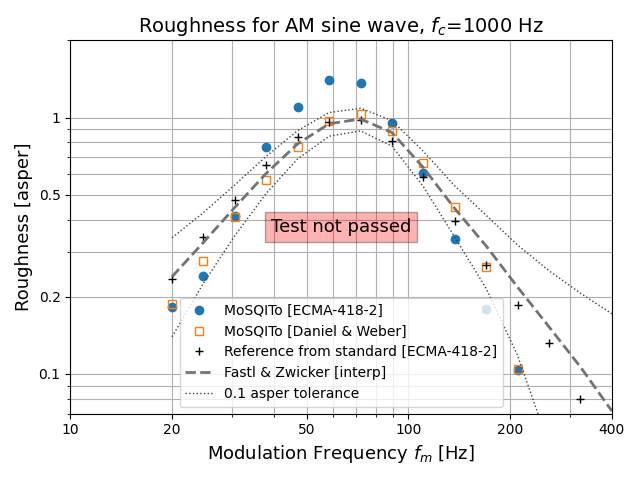 Roughness for AM sine wave, f_c=1000 Hz
Roughness [asper]
1
0.5
0.2
0.1
Test not passed
MoSQITo [ECMA-418-2]
MoSQITo [Daniel & Weber]
Reference from standard [ECMA-418-2]
Fastl & Zwicker [interp]
0.1 asper tolerance
10 20 50 100 200 400
Modulation Frequency f_m [Hz]